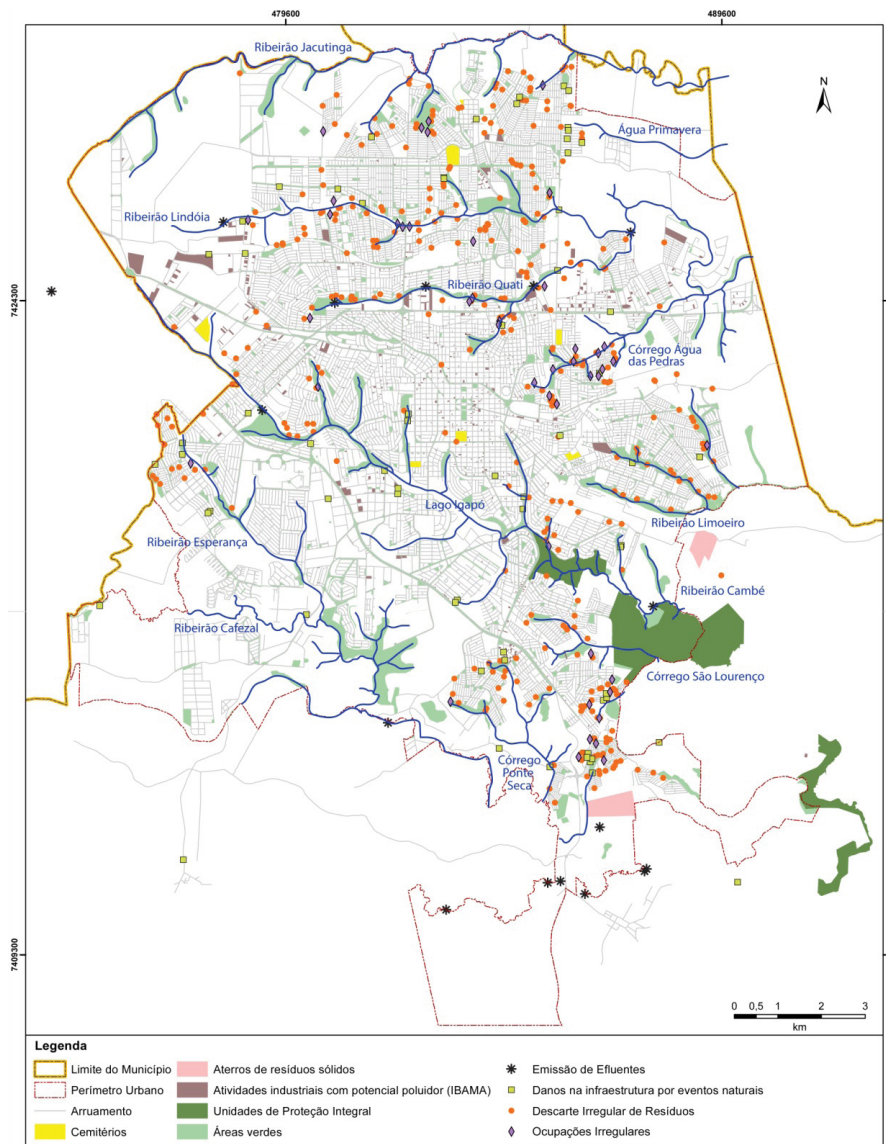 479600
489600
Ribeirão Jacutinga
N
Água Primavera
Ribeirão Lindóia
7424300
Ribeirão Quati
Córrego Água
das Pedras
Lago Igapó
Ribeirão Limoeiro
Ribeirão Esperança
Ribeirão Cambé
Ribeirão Cafezal
Córrego São Lourenço
Córrego
Ponte
Seca
7409300
0 0,5 1 2 3
km
Legenda
Limite do Município
Perímetro Urbano
Arruamento
Cemitérios
Aterros de resíduos sólidos
Atividades industriais com potencial poluidor (IBAMA)
Unidades de Proteção Integral
Áreas verdes
Emissão de Efluentes
Danos na infraestrutura por eventos naturais
Descarte Irregular de Resíduos
Ocupações Irregulares